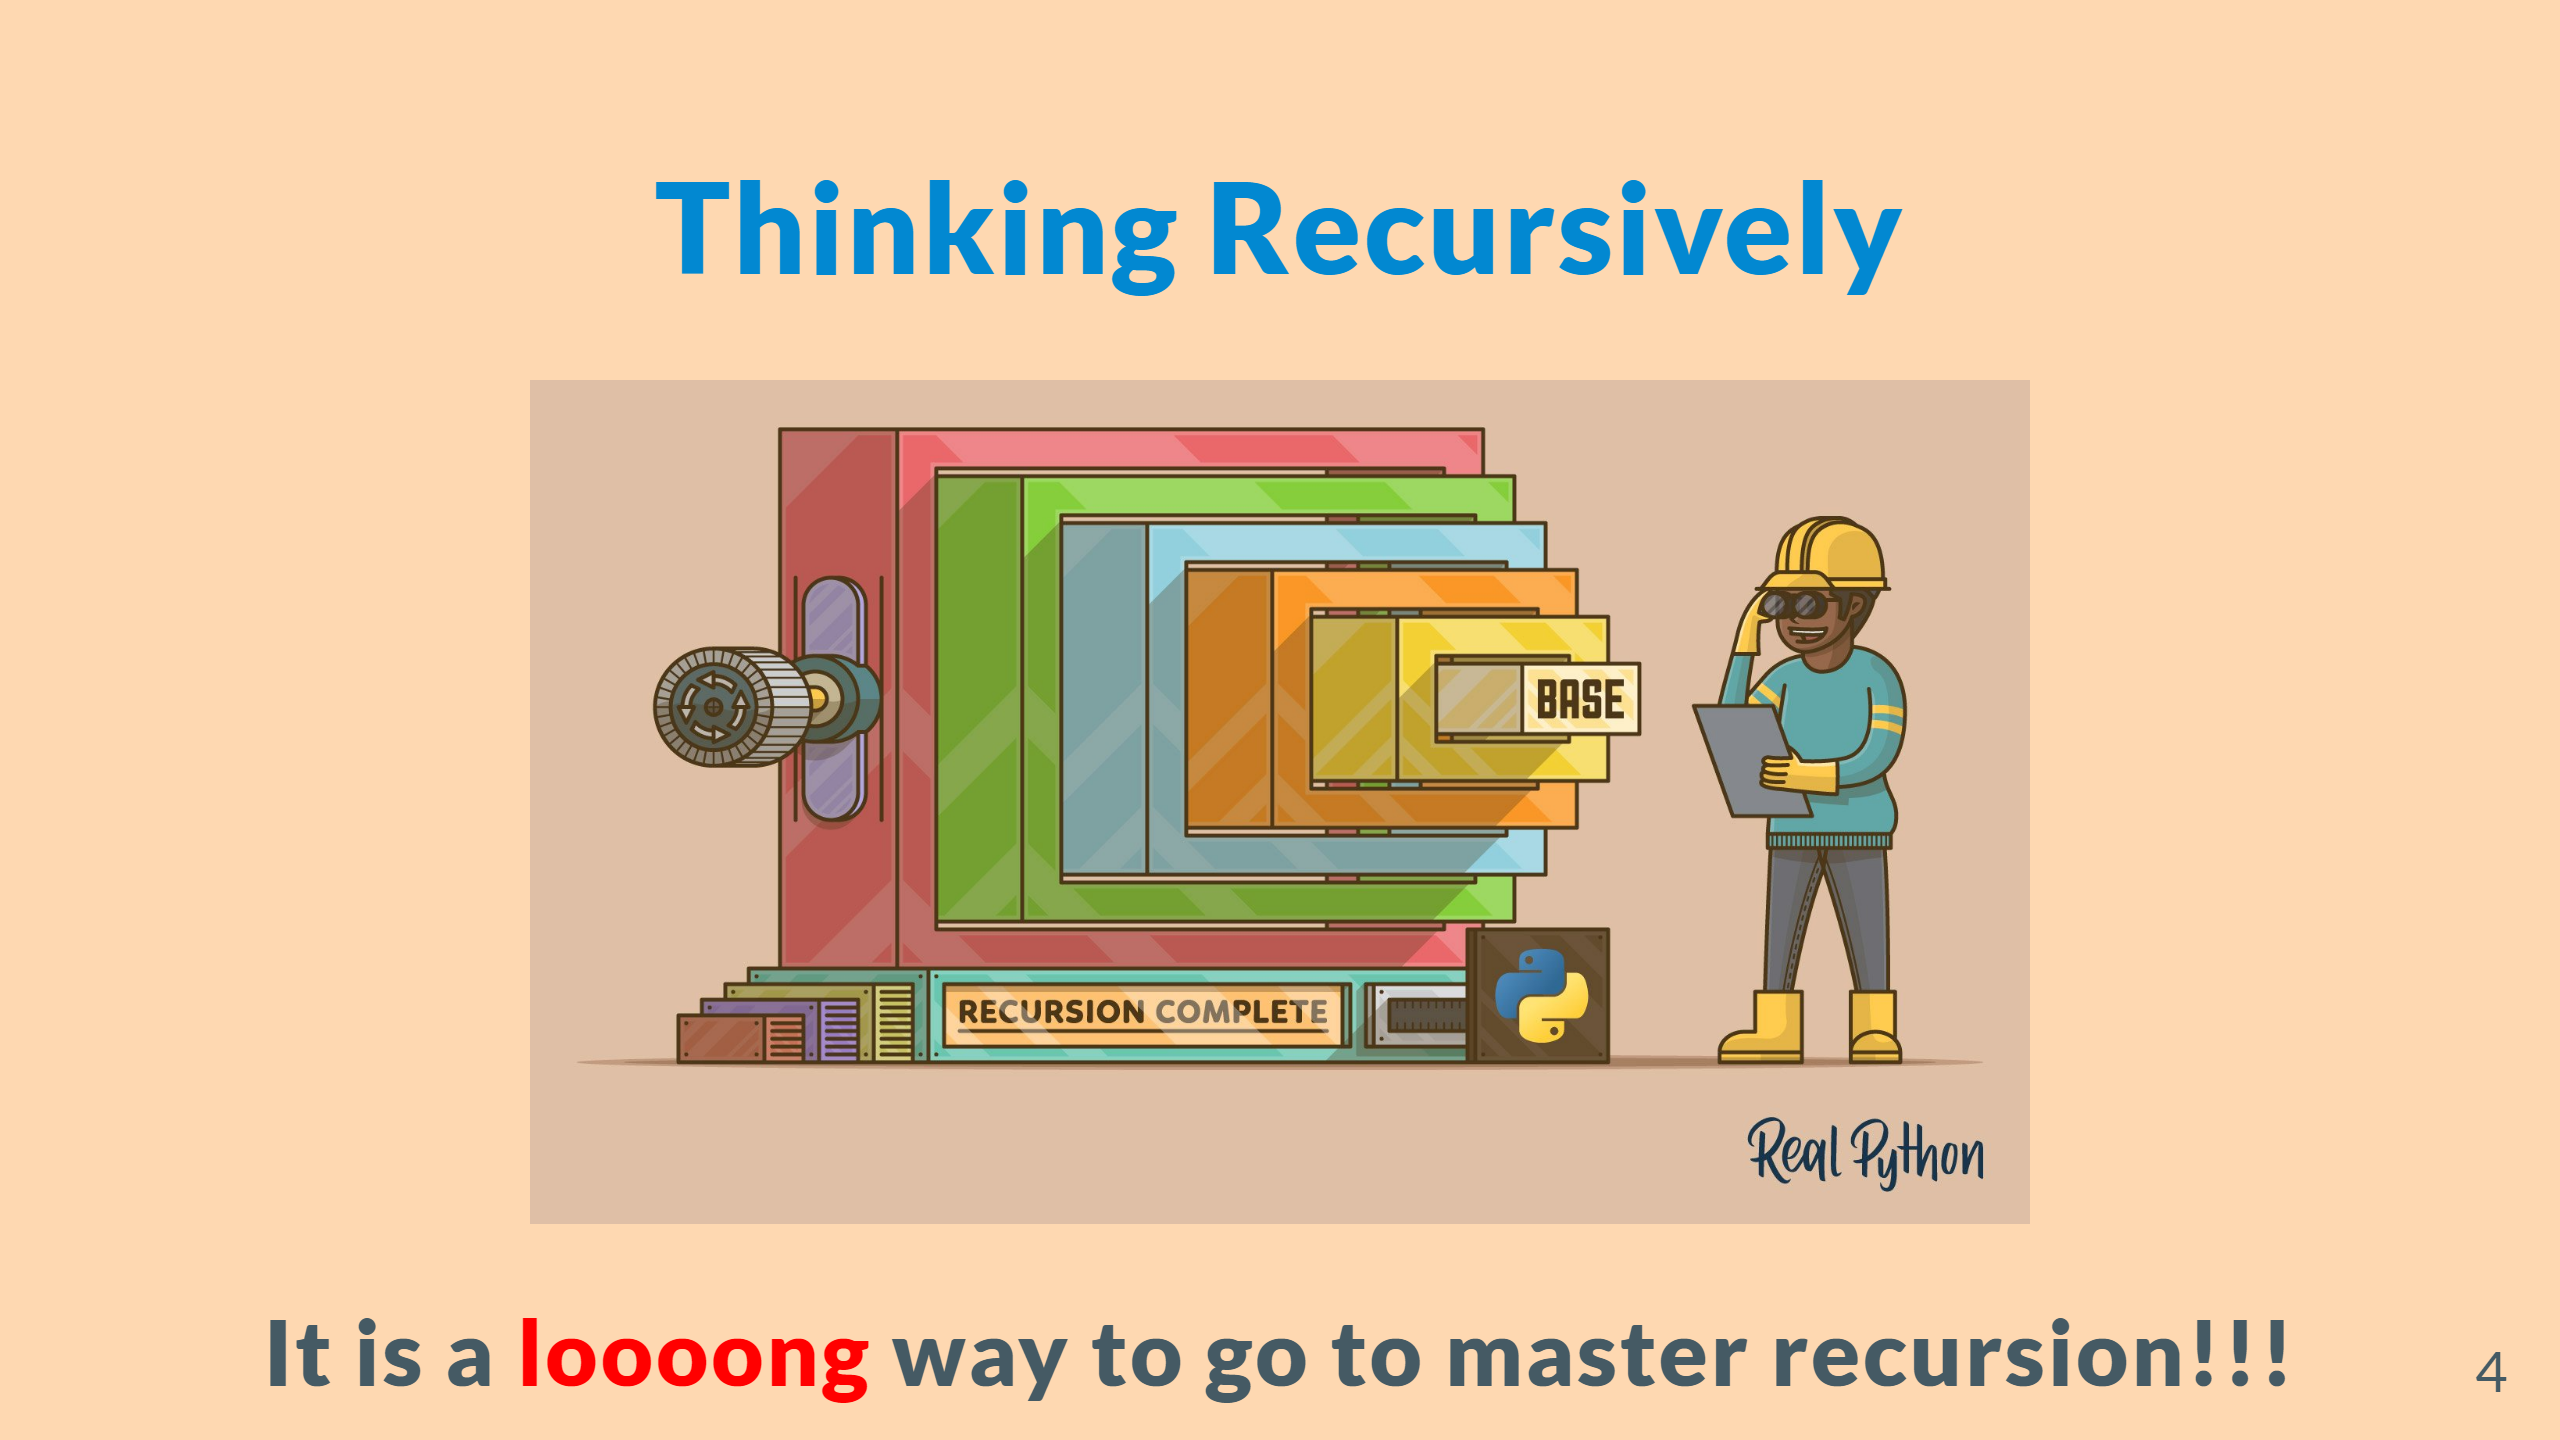 Thinking Recursively
BASE
RECURSION COMPLETE
Real Python
It is a loooong way to go to master recursion!!!
4